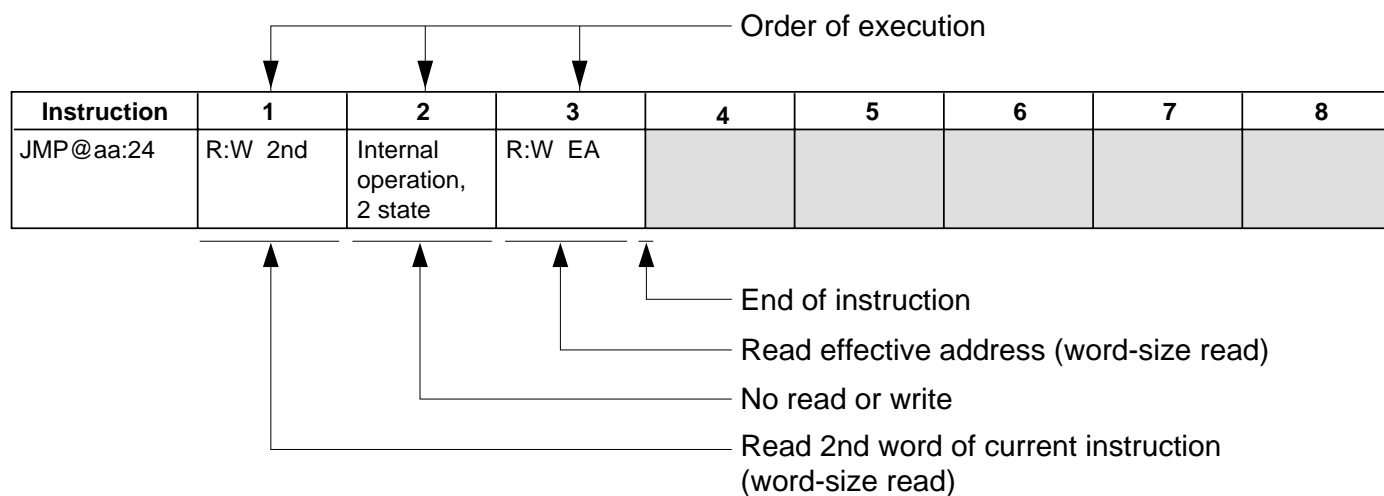 Order of execution
Instruction 1 2 3 4 5 6 7 8
JMP@aa:24 R:W 2nd Internal R:W EA
operation,
2 state
End of instruction
Read effective address (word-size read)
No read or write
Read 2nd word of current instruction
(word-size read)